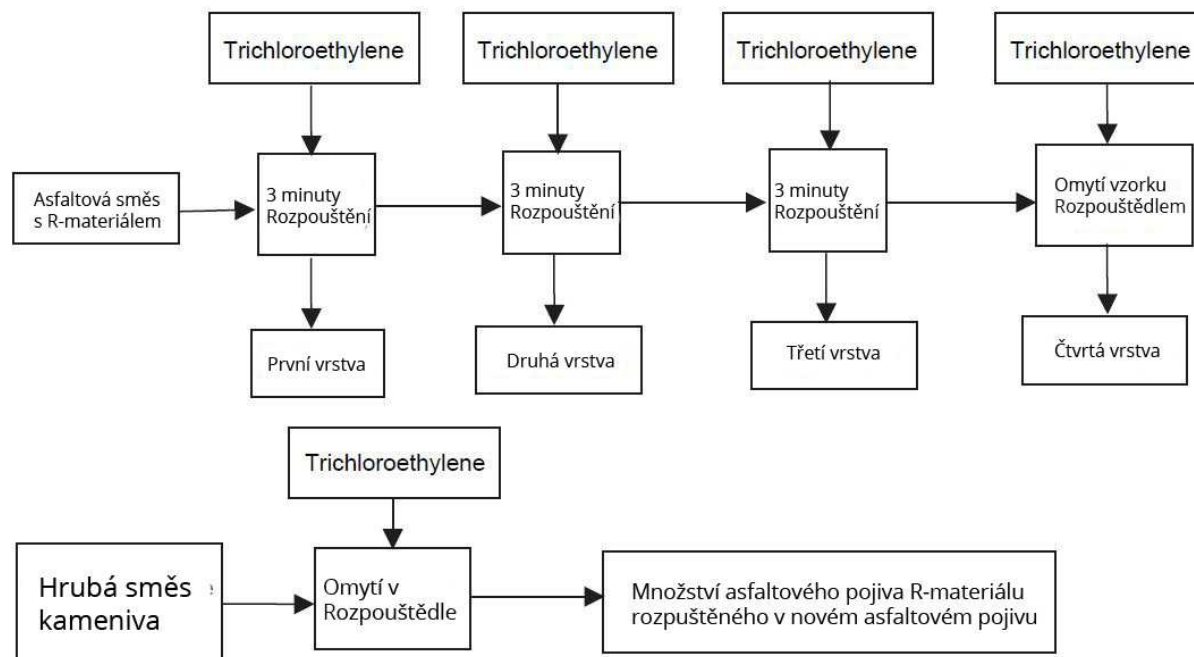 Trichloroethylene
Trichloroethylene
Trichloroethylene
Trichloroethylene
Asfaltová směs
s R-materiálem
3 minuty
Rozpouštění
3 minuty
Rozpouštění
3 minuty
Rozpouštění
Omytí vzorku
Rozpouštědlem
První vrstva
Druhá vrstva
Třetí vrstva
Čtvrtá vrstva
Trichloroethylene
Hrubá směs
kameniva
Omytí v
Rozpouštědle
Množství asfaltového pojiva R-materiálu
rozpuštěného v novém asfaltovém pojivu